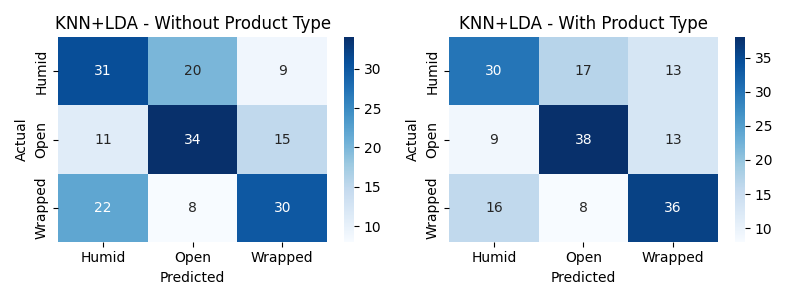 KNN+LDA - Without Product Type
Actual
Humid
Open
Wrapped
31 20 9
11 34 15
22 8 30
Humid Open Wrapped
Predicted
30
25
20
15
10
KNN+LDA - With Product Type
Actual
Humid
Open
Wrapped
30 17 13
9 38 13
16 8 36
Humid Open Wrapped
Predicted
35
30
25
20
15
10